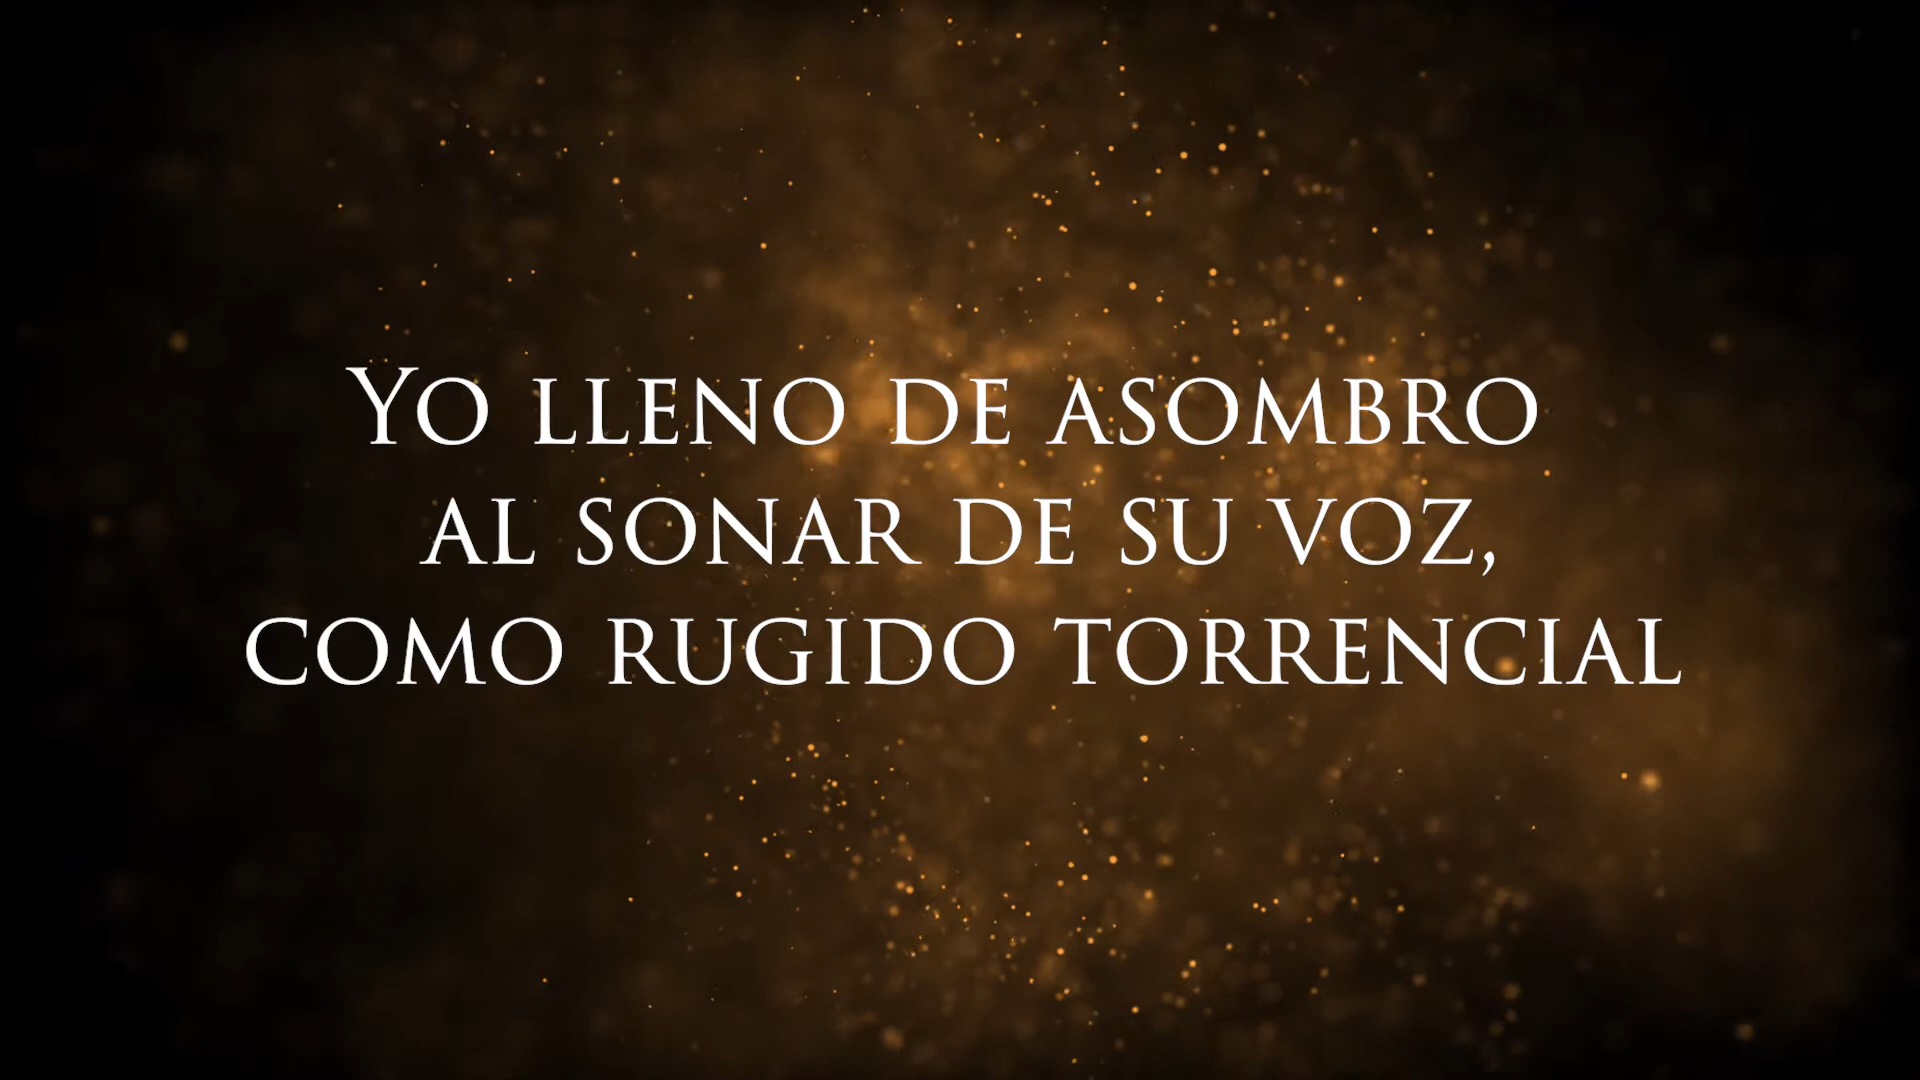 Yo lleno de asombro
al sonar de su voz,
como rugido torrencial